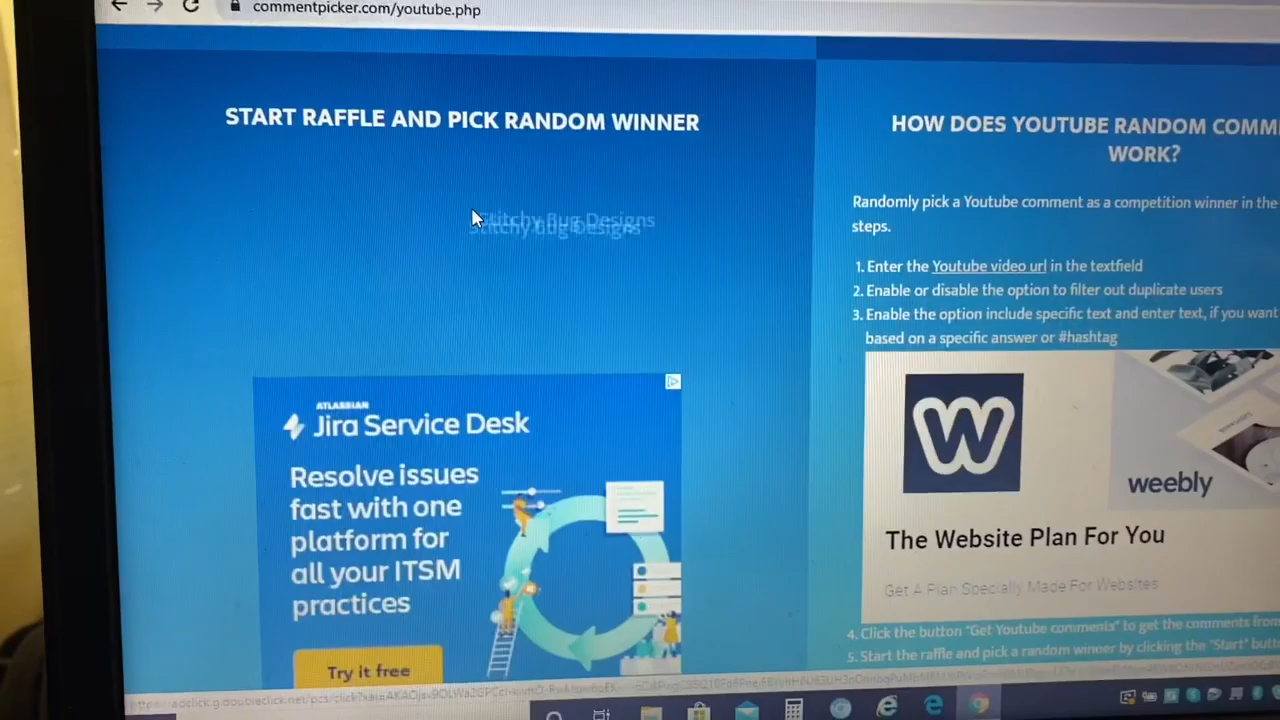 commentpicker.com/youtube.php
START RAFFLE AND PICK RANDOM WINNER
Stitchy Bug Designs
Stitchy Bug Designs
ATLASSIAN
Jira Service Desk
Resolve issues
fast with one
platform for
all your ITSM
practices
Try it free
HOW DOES YOUTUBE RANDOM COMM
WORK?
Randomly pick a Youtube comment as a competition winner in the
steps.
1. Enter the Youtube video url in the textfield
2. Enable or disable the option to filter out duplicate users
3. Enable the option include specific text and enter text, if you want
based on a specific answer or #hashtag
W
weebly
The Website Plan For You
Get A Plan Specially Made For Websites
4. Click the button "Get Youtube comments" to get the comments from
5. Start the raffle and pick a random winner by clicking the "Start" butt